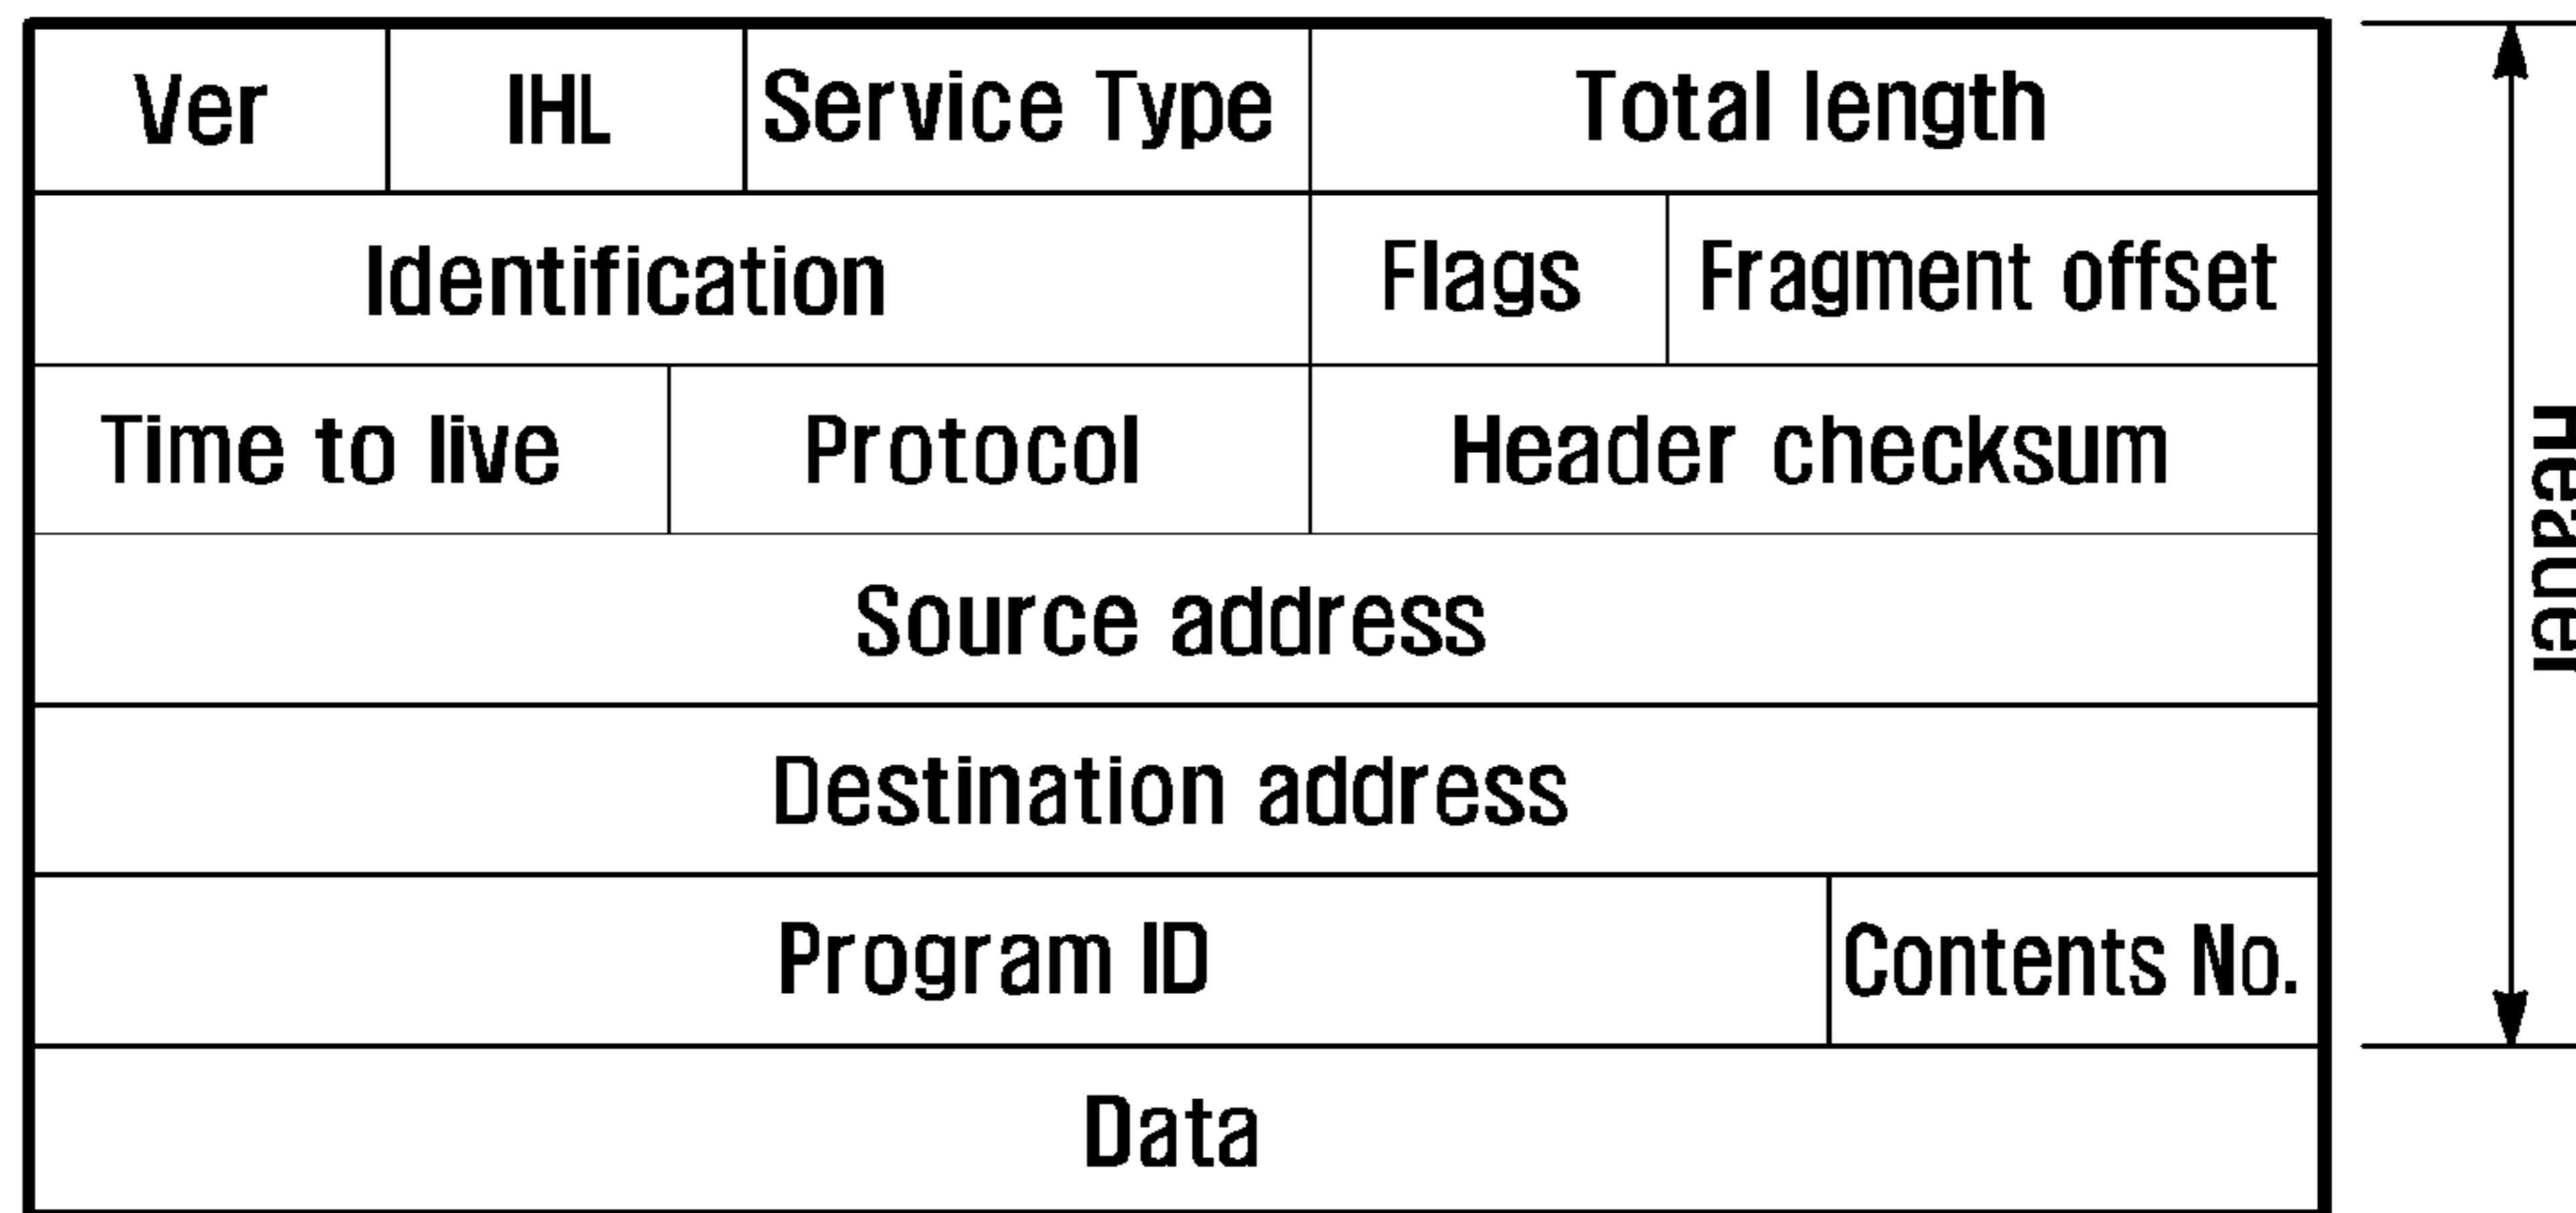 Ver IHL Service Type Total length
Identification Flags Fragment offset
Time to live Protocol Header checksum
Source address
Destination address
Program ID Contents No.
Data
Header